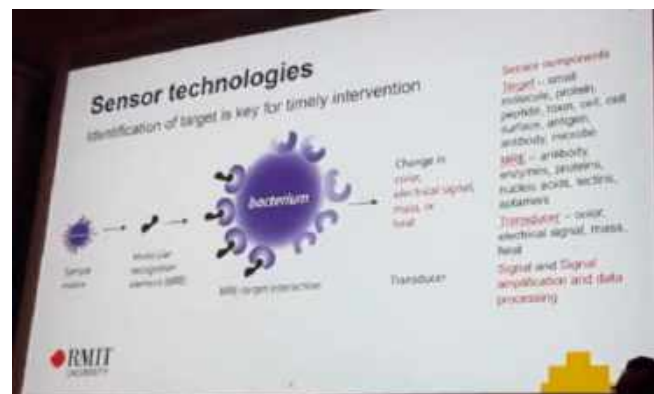 Sensor technologies
Identification of target is key for timely intervention
bacterium
Sample
matrix
Molecular
recognition
element (MRE)
MRE-target interaction
Change in
color,
electrical signal,
mass, or
heat
Transducer
Sensor components
Target – small
molecule, protein,
peptide, toxin, cell, cell
surface, antigen,
antibody, microbe
MRE – antibody,
enzymes, proteins,
nucleic acids, lectins,
Transducer – color,
electrical signal, mass,
heat
Signal and Signal
amplification and data
processing
RMIT
UNIVERSITY